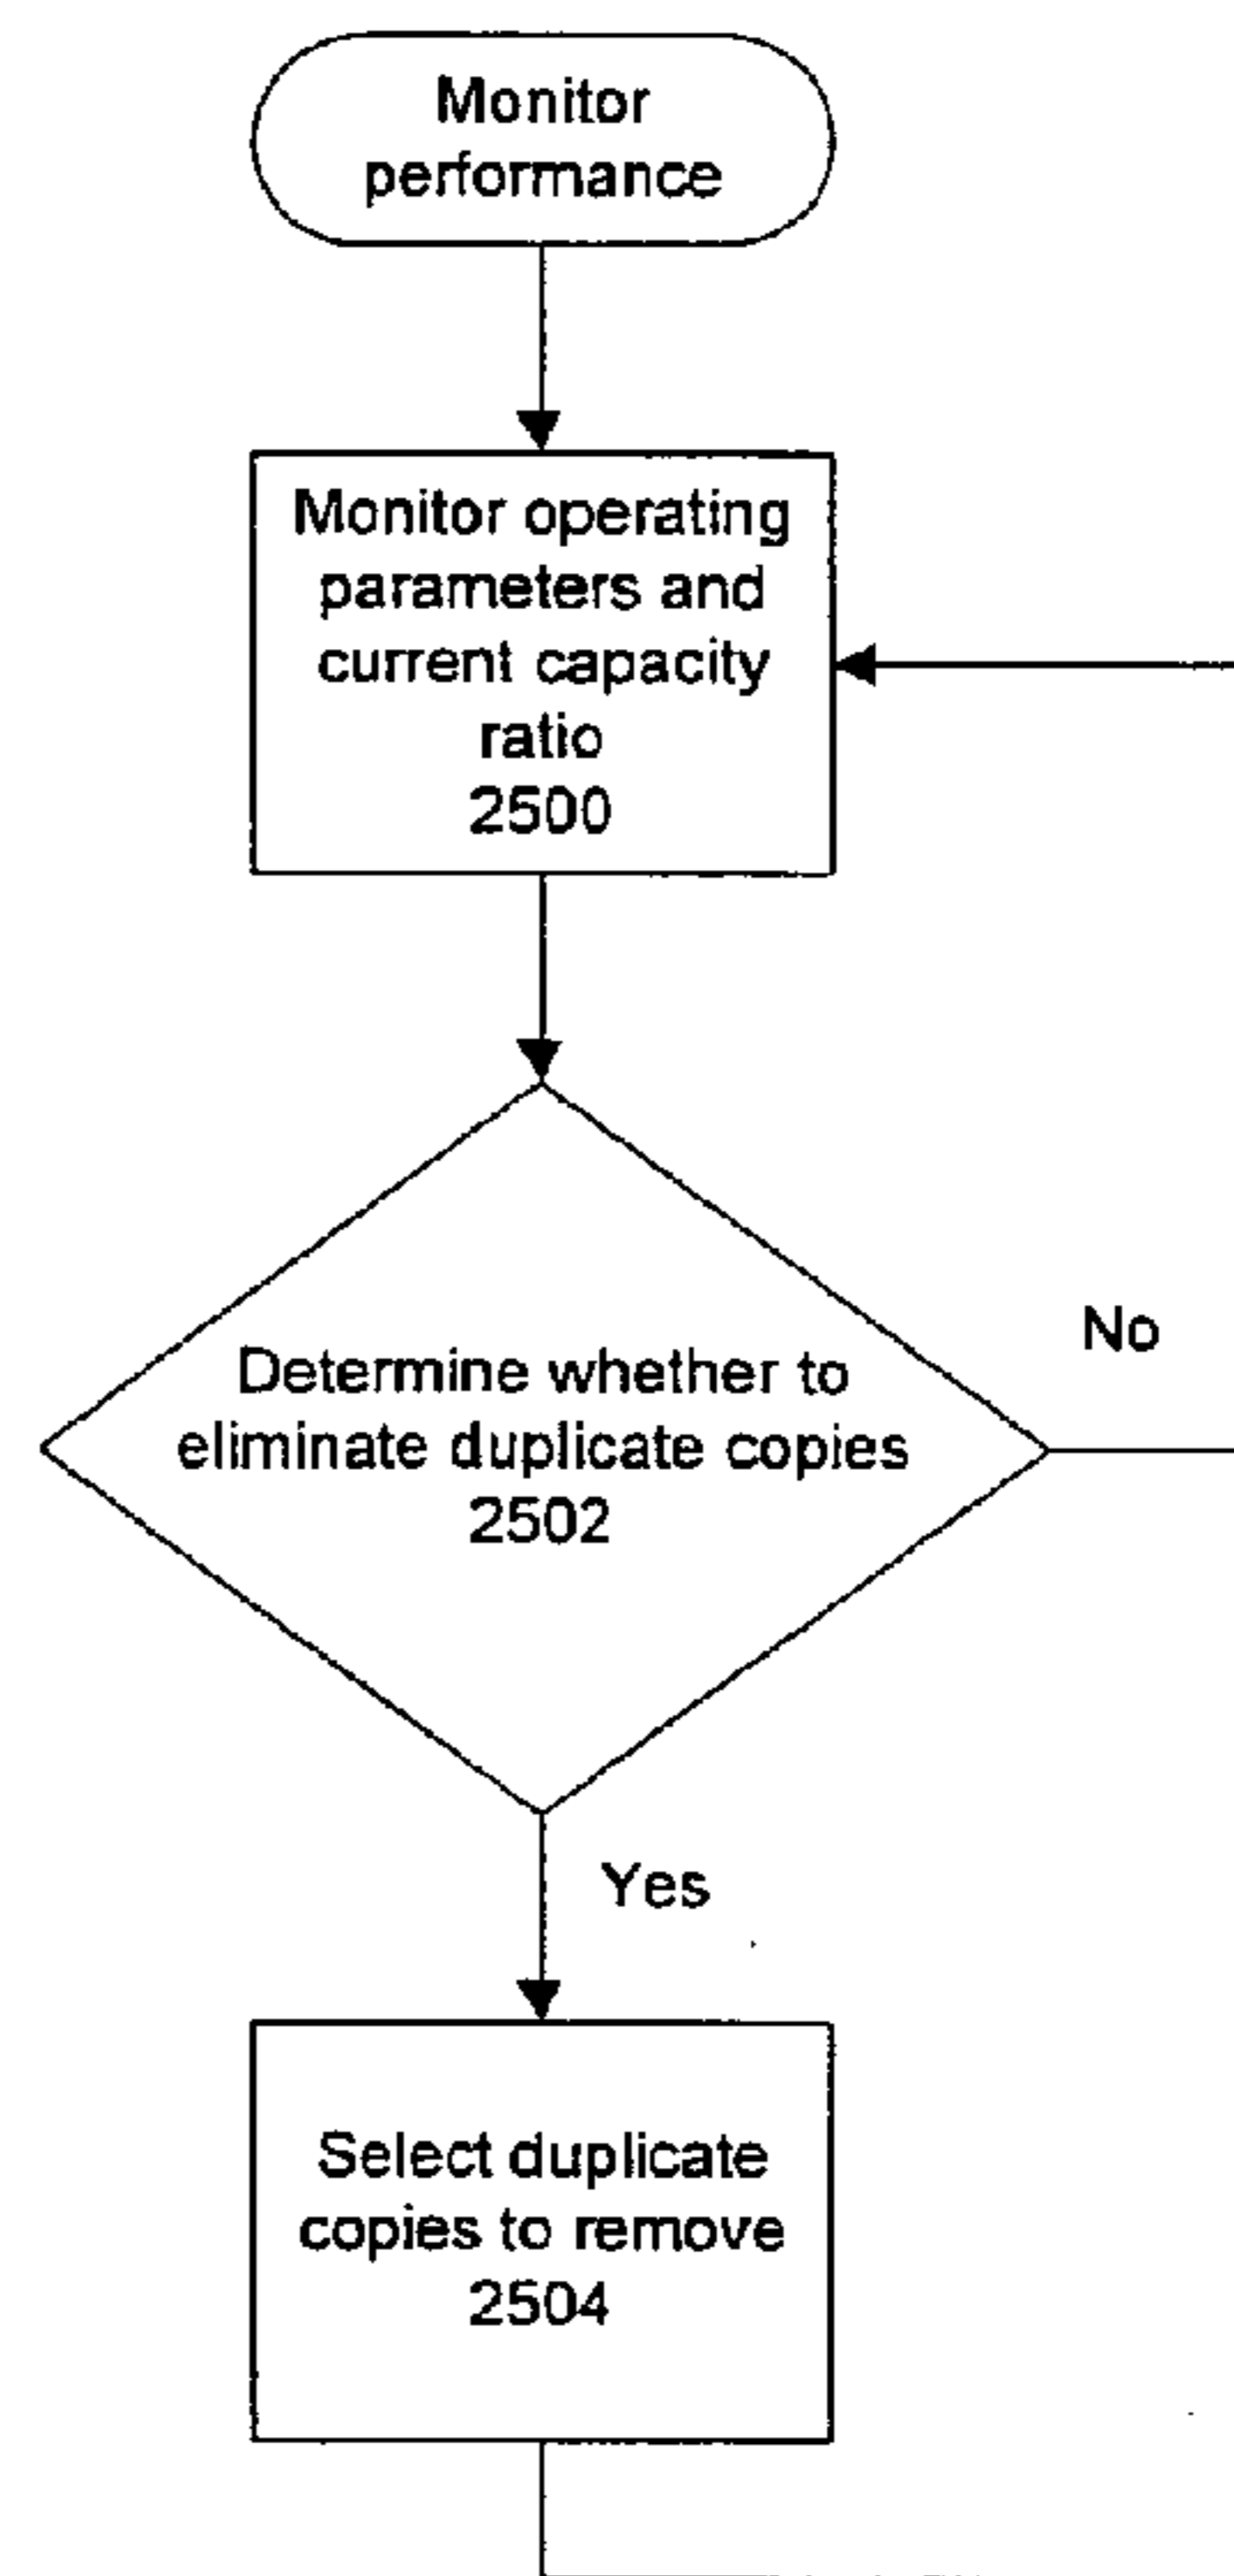 Monitor
performance
Monitor operating
parameters and
current capacity
ratio
2500
Determine whether to
eliminate duplicate copies
2502
No
Yes
Select duplicate
copies to remove
2504